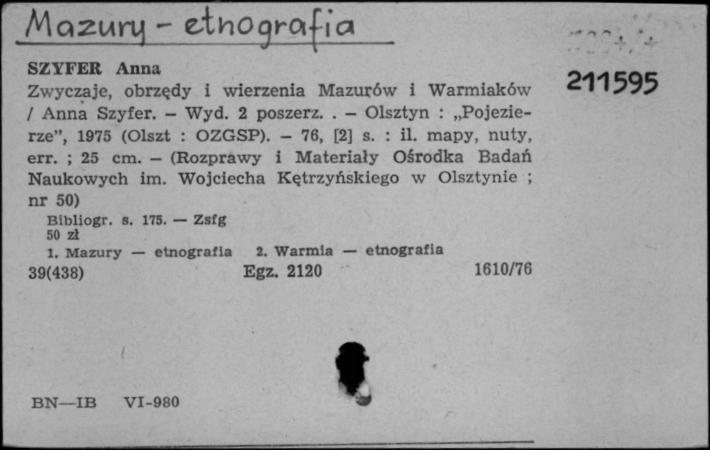 Mazury - etnografia
SZYFER Anna
211595
Zwyczaje, obrzędy i wierzenia Mazurów i Warmiaków
/ Anna Szyfer. — Wyd. 2 poszerz. . — Olsztyn : „Pojezie-
rze”, 1975 (Olszt : OZGSP). — 76, [2] s. : il. mapy, nuty,
err. ; 25 cm. — (Rozprawy i Materiały Ośrodka Badań
Naukowych im. Wojciecha Kętrzyńskiego w Olsztynie ;
nr 50)
Bibliogr. s. 175. — Zsfg
50 zł
1. Mazury — etnografia 2. Warmia — etnografia
39(438) Egz. 2120 1610/76
BN—IB VI-980